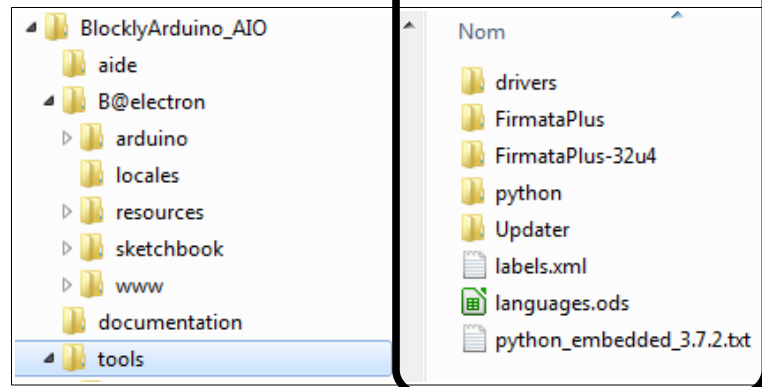 BlocklyArduino_AIO
aide
B@electron
arduino
locales
resources
sketchbook
www
documentation
tools
Nom
drivers
FirmataPlus
FirmataPlus-32u4
python
Updater
labels.xml
languages.ods
python_embedded_3.7.2.txt